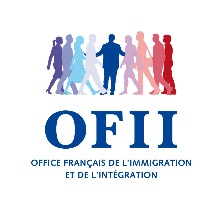 OFII
OFFICE FRANÇAIS DE L'IMMIGRATION
ET DE L'INTÉGRATION